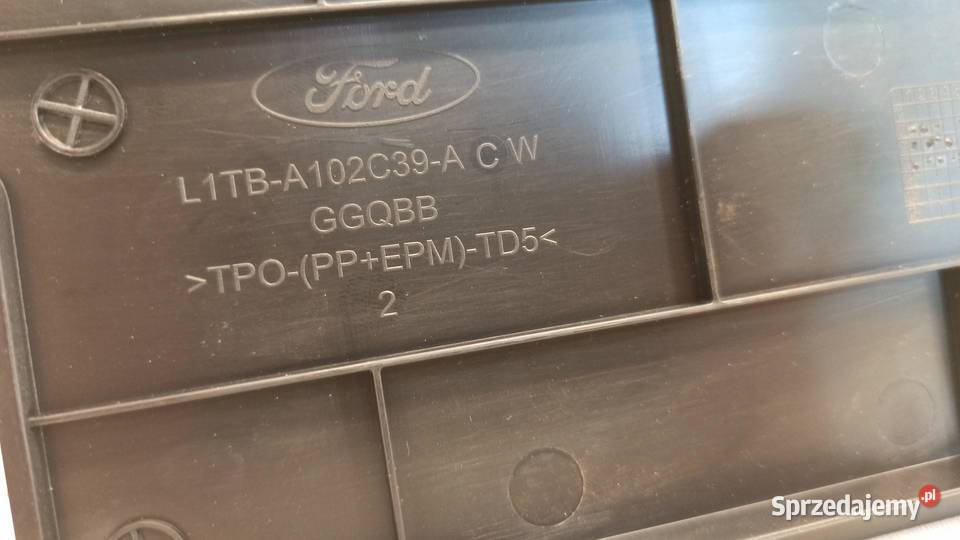 Ford
L1TB-A102C39-A C W
GGQBB
>TPO-(PP+EPM)-TD5<
2
Sprzedajemy.pl